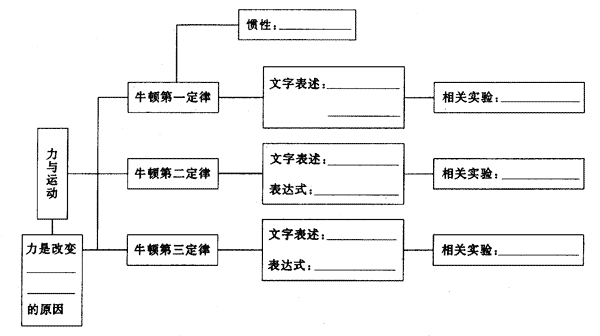 惯性：
牛顿第一定律
文字表述：
相关实验：
力与运动
牛顿第二定律
文字表述：
表达式：
相关实验：
力是改变
的原因
牛顿第三定律
文字表述：
表达式：
相关实验：